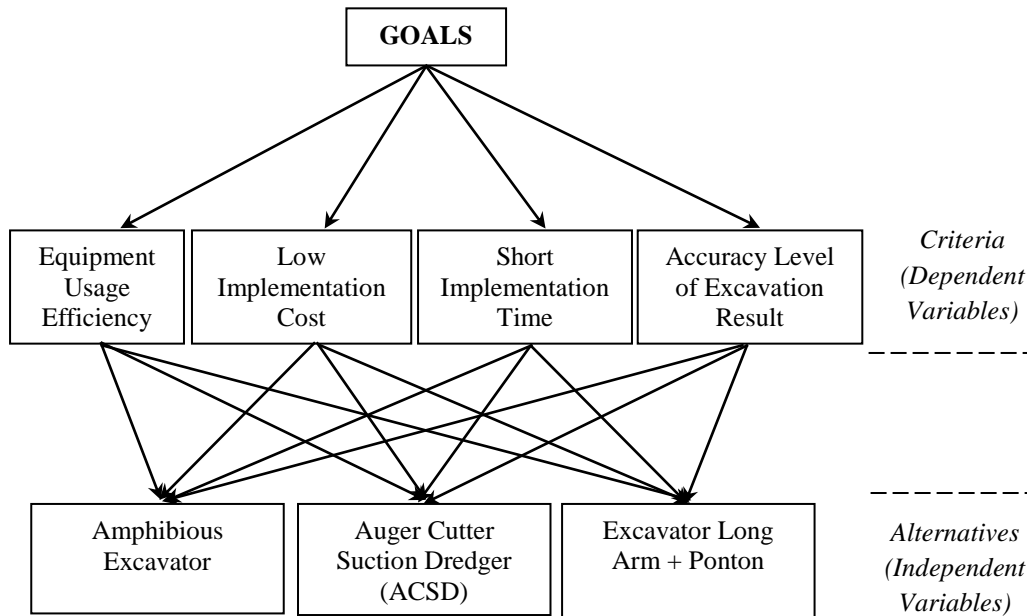 GOALS
Equipment
Usage
Efficiency
Low
Implementation
Cost
Short
Implementation
Time
Accuracy Level
of Excavation
Result
Criteria
(Dependent
Variables)
Amphibious
Excavator
Auger Cutter
Suction Dredger
(ACSD)
Excavator Long
Arm + Ponton
Alternatives
(Independent
Variables)